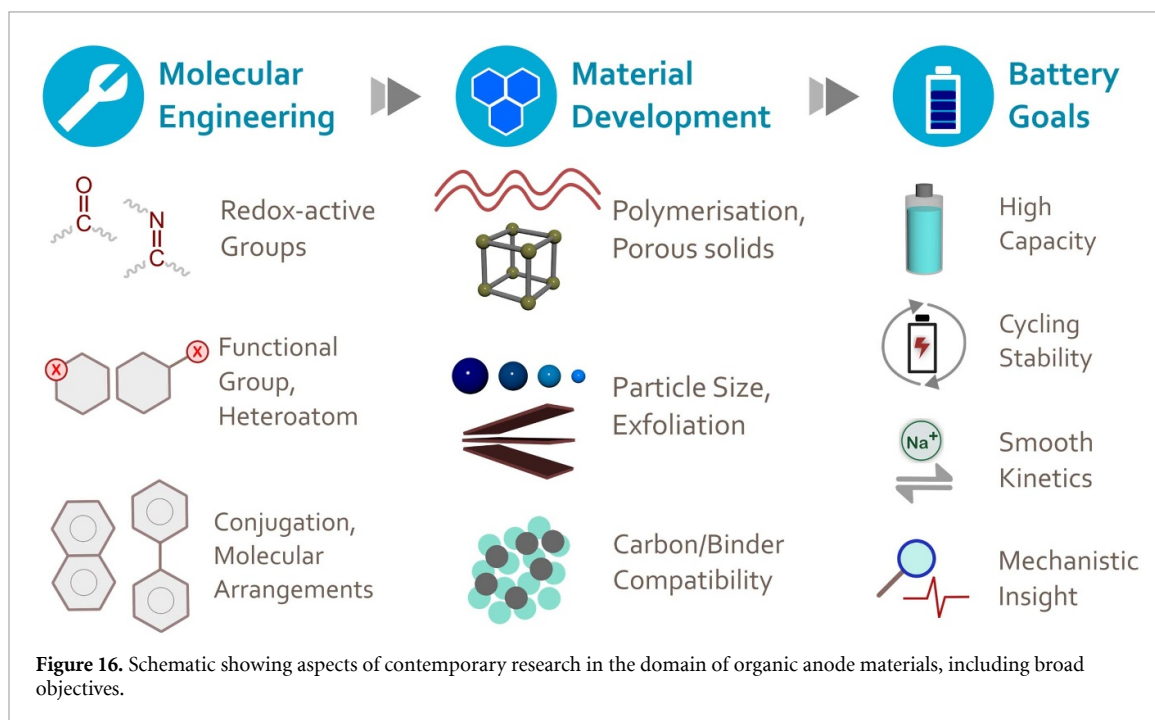 Molecular
Engineering
Material
Development
Battery
Goals
O
C
N
C
Redox-active
Groups
X
X
Functional
Group,
Heteroatom
Conjugation,
Molecular
Arrangements
Polymerisation,
Porous solids
Particle Size,
Exfoliation
Carbon/Binder
Compatibility
High
Capacity
Cycling
Stability
Na⁺
Smooth
Kinetics
Mechanistic
Insight
Figure 16. Schematic showing aspects of contemporary research in the domain of organic anode materials, including broad
objectives.